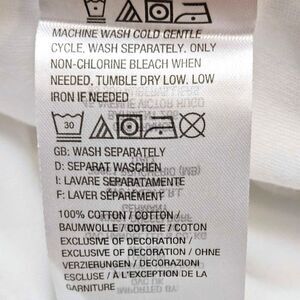 MACHINE WASH COLD GENTLE
CYCLE. WASH SEPARATELY. ONLY
NON-CHLORINE BLEACH WHEN
NEEDED. TUMBLE DRY LOW. LOW
IRON IF NEEDED
30
GB: WASH SEPARATELY
D: SEPARAT WASCHEN
I: LAVARE SEPARATAMENTE
F: LAVER SÉPARÉMENT
100% COTTON / COTTON /
BAUMWOLLE / COTONE / COTON
EXCLUSIVE OF DECORATION /
EXCLUSIVE OF DECORATION / OHNE
VERZIERUNGEN / DECORAZIONI
ESCLUSE / À L'EXCEPTION DE LA
GARNITURE